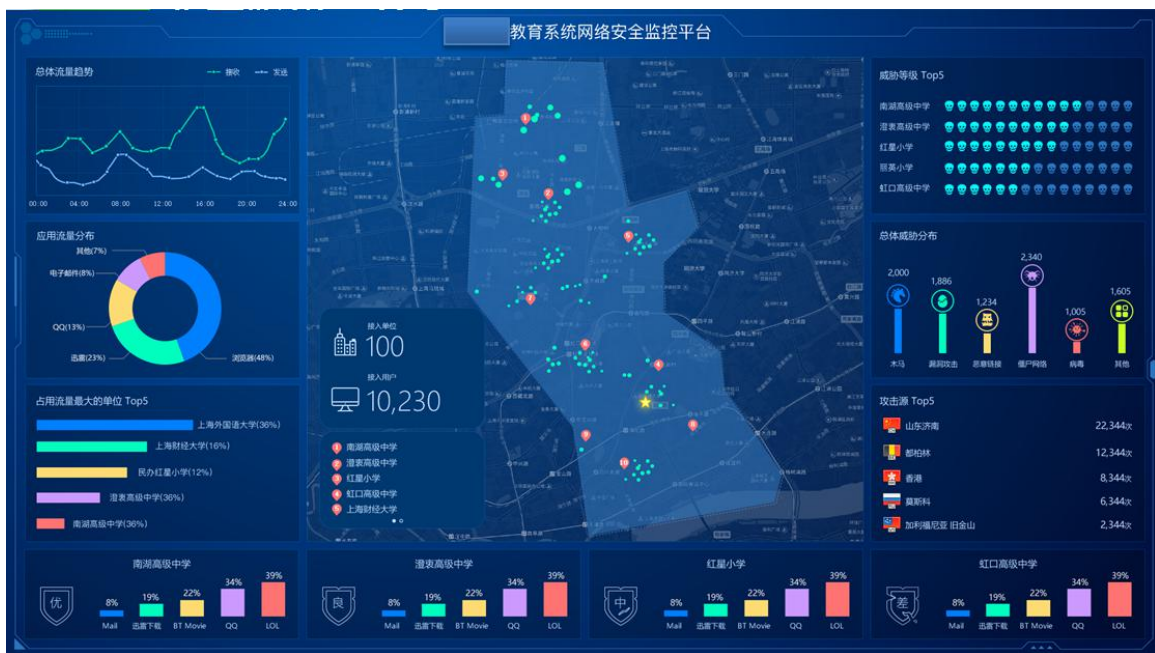 教育系统网络安全监控平台
总体流量趋势
接收 发送
00:00 04:00 08:00 12:00 16:00 20:00 24:00
应用流量分布
其他(7%)
电子邮件(8%)
QQ(13%)
迅雷(23%)
浏览器(48%)
占用流量最大的单位 Top5
上海外国语大学(36%)
上海财经大学(16%)
民办红星小学(12%)
澄衷高级中学(36%)
南湖高级中学(36%)
1
3
2
5
7
6
4
8
9
10
接入单位
100
接入用户
10,230
1 南湖高级中学
2 澄衷高级中学
3 红星小学
4 虹口高级中学
5 上海财经大学
威胁等级 Top5
南湖高级中学
澄衷高级中学
红星小学
丽英小学
虹口高级中学
总体威胁分布
2,000 1,886 1,234 2,340 1,005 1,605
木马 漏洞攻击 恶意链接 僵尸网络 病毒 其他
攻击源 Top5
山东济南 22,344次
都柏林 12,344次
香港 8,344次
莫斯科 6,344次
加利福尼亚 旧金山 2,344次
南湖高级中学
优
8% 19% 22% 34% 39%
Mail 迅雷下载 BT Movie QQ LOL
澄衷高级中学
良
8% 19% 22% 34% 39%
Mail 迅雷下载 BT Movie QQ LOL
红星小学
中
8% 19% 22% 34% 39%
Mail 迅雷下载 BT Movie QQ LOL
虹口高级中学
差
8% 19% 22% 34% 39%
Mail 迅雷下载 BT Movie QQ LOL